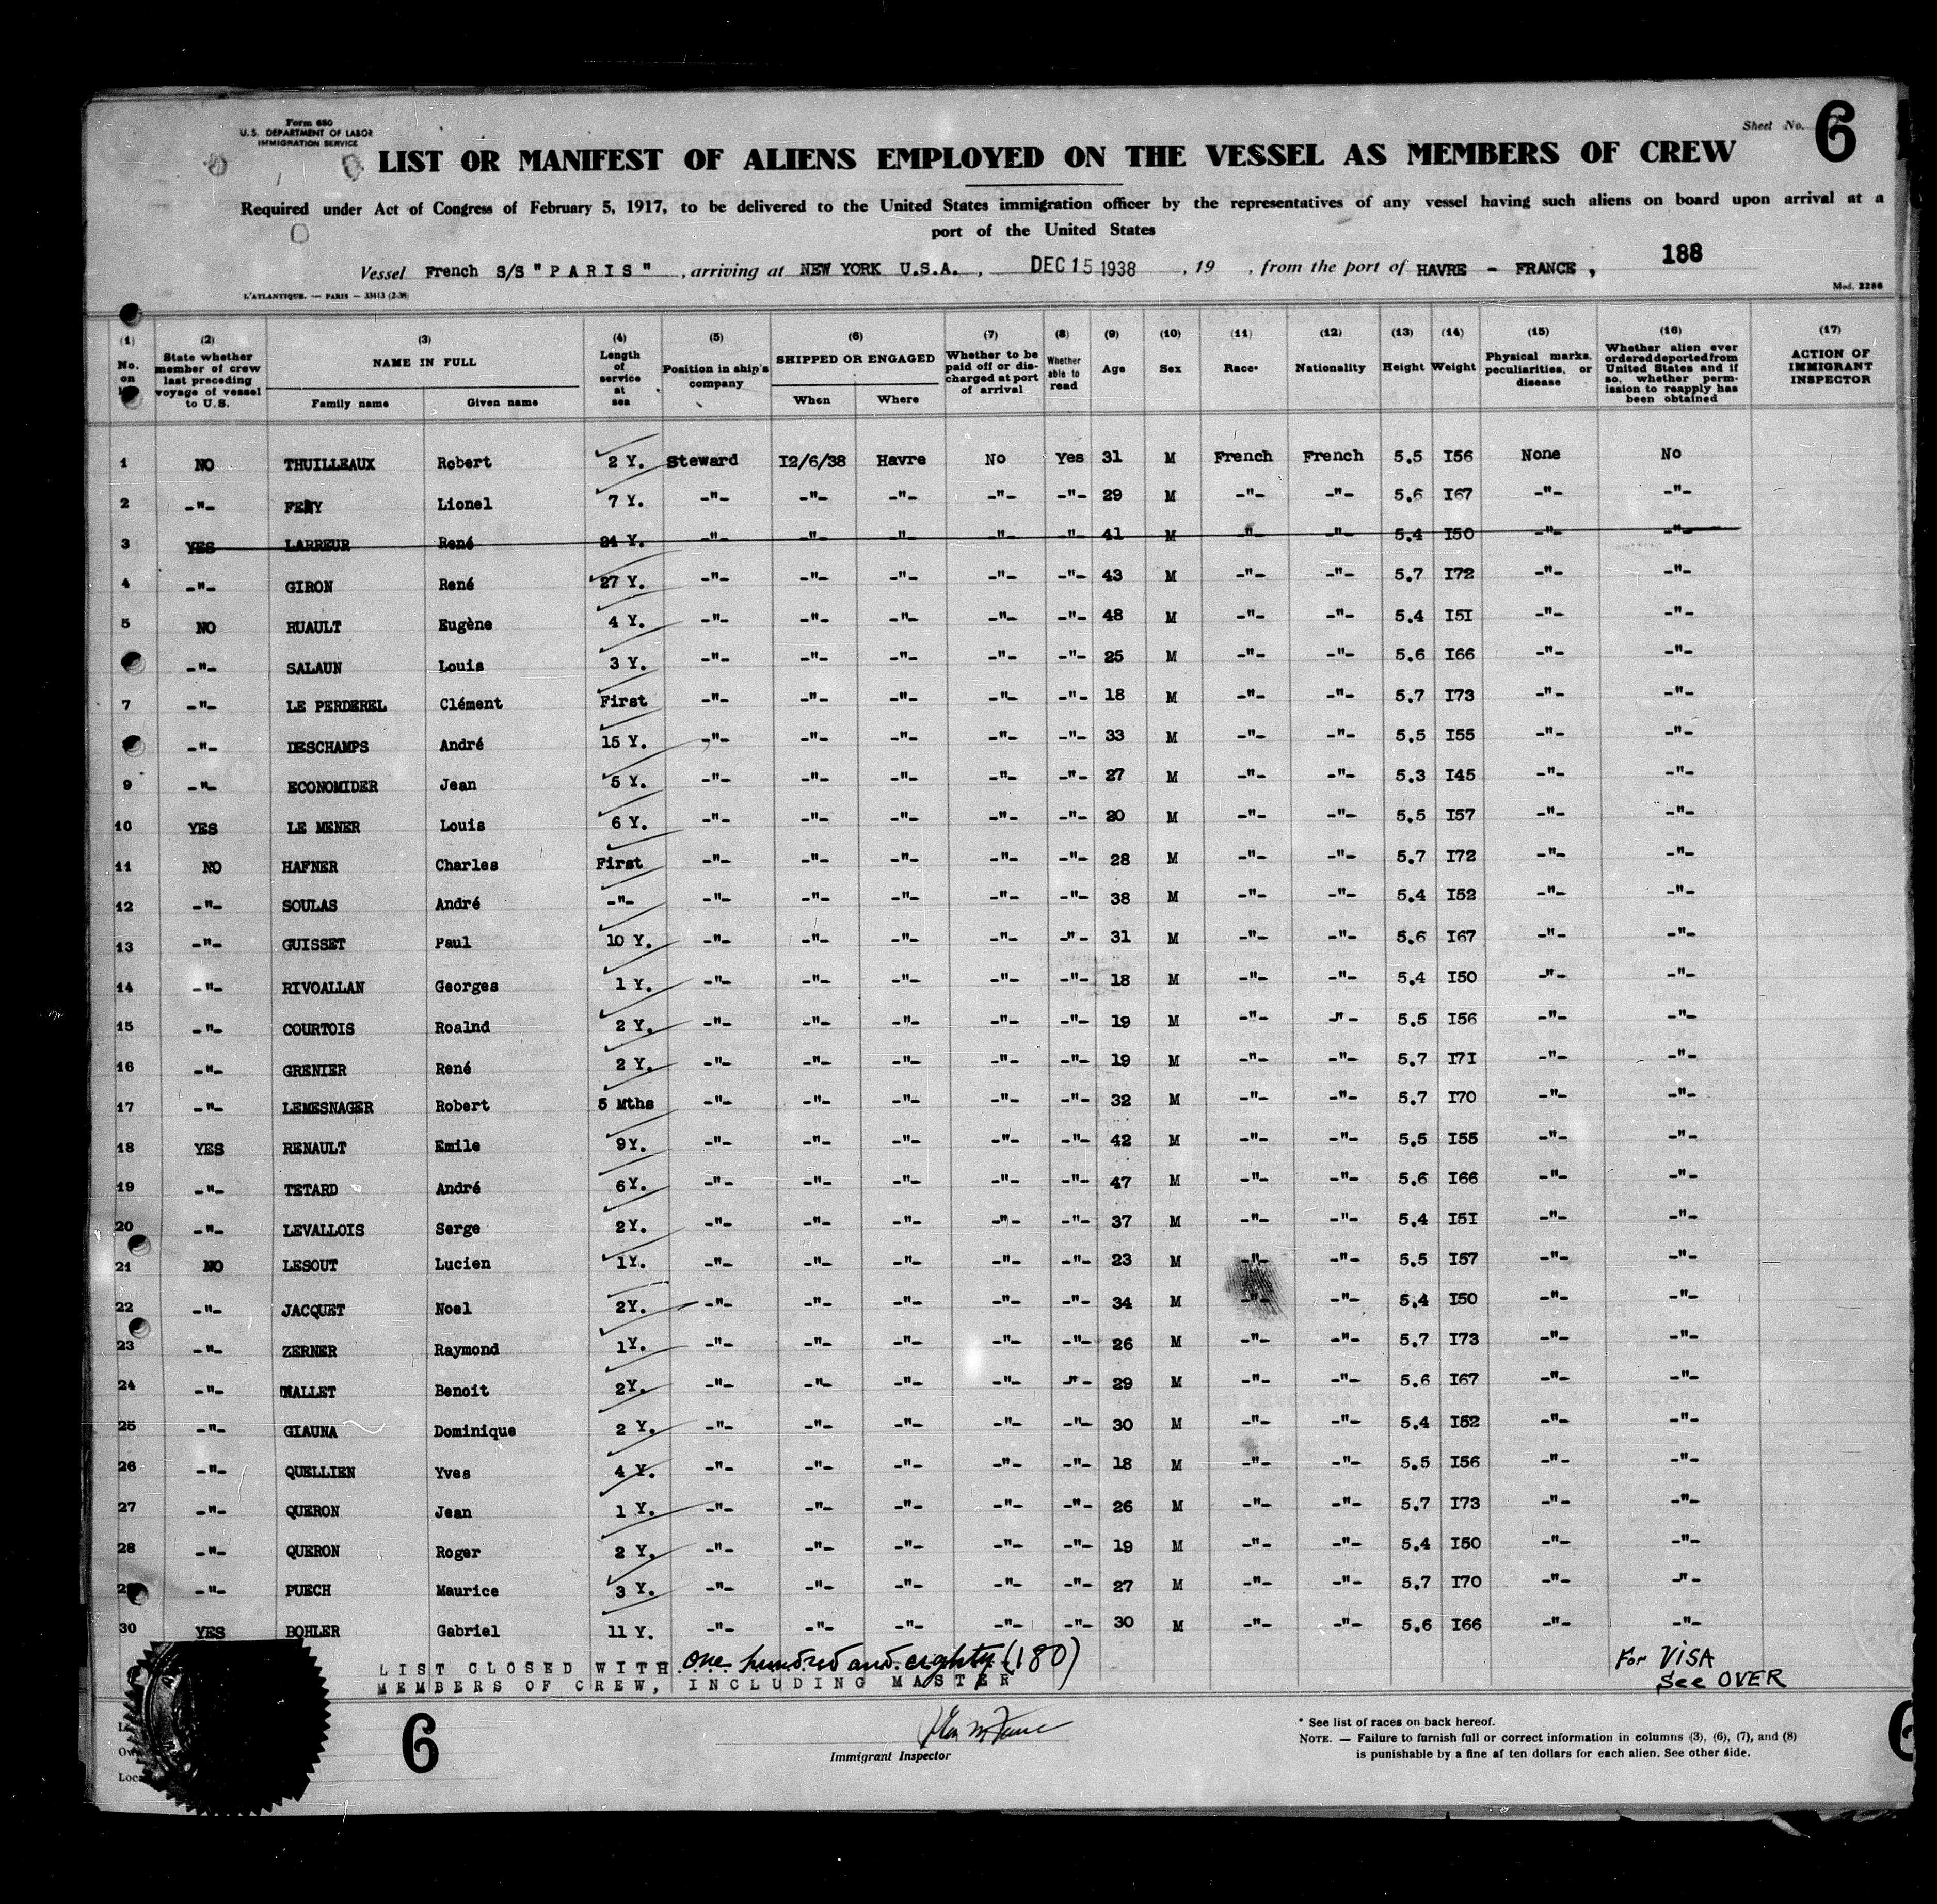 Form 680
U.S. DEPARTMENT OF LABOR
IMMIGRATION SERVICE
Sheet No. 6
LIST OR MANIFEST OF ALIENS EMPLOYED ON THE VESSEL AS MEMBERS OF CREW
Required under Act of Congress of February 5, 1917, to be delivered to the United States immigration officer by the representatives of any vessel having such aliens on board upon arrival at a
port of the United States
188
Vessel French S/S "PARIS" , arriving at NEW YORK U.S.A. , DEC 15 1938 , 19 , from the port of HAVRE - FRANCE ,
L'ATLANTIQUE. — PARIS — 33413 (2-38)
Mod. 2286
(1) No. on
(2) State whether member of crew last preceding voyage of vessel to U.S.
(3) NAME IN FULL Family name Given name
(4) Length of service at sea
(5) Position in ship's company
(6) SHIPPED OR ENGAGED When Where
(7) Whether to be paid off or discharged at port of arrival
(8) Whether able to read
(9) Age
(10) Sex
(11) Race*
(12) Nationality
(13) Height
(14) Weight
(15) Physical marks, peculiarities, or disease
(16) Whether alien ever ordered deported from United States and if so, whether permission to reapply has been obtained
(17) ACTION OF IMMIGRANT INSPECTOR
1 NO THUILLEAUX Robert 2 Y. Steward I2/6/38 Havre No Yes 31 M French French 5.5 I56 None No
2 -"- Lionel 7 Y. -"- -"- -"- -"- -"- 29 M -"- -"- 5.6 I67 -"- -"-
3 YES LARREUR René 24 Y. -"- -"- -"- -"- -"- 41 M -"- -"- 5.4 I50 -"- -"-
4 -"- GIRON René 27 Y. -"- -"- -"- -"- -"- 43 M -"- -"- 5.7 I72 -"- -"-
5 NO RUAULT Eugène 4 Y. -"- -"- -"- -"- -"- 48 M -"- -"- 5.4 I5I -"- -"-
-"- SALAUN Louis 3 Y. -"- -"- -"- -"- -"- 25 M -"- -"- 5.6 I66 -"- -"-
7 -"- LE PERDEREL Clément First -"- -"- -"- -"- -"- 18 M -"- -"- 5.7 I73 -"- -"-
-"- DESCHAMPS André 15 Y. -"- -"- -"- -"- -"- 33 M -"- -"- 5.5 I55 -"- -"-
9 -"- ECONOMIDER Jean 5 Y. -"- -"- -"- -"- -"- 27 M -"- -"- 5.3 I45 -"- -"-
10 YES LE MENER Louis 6 Y. -"- -"- -"- -"- -"- 20 M -"- -"- 5.5 I57 -"- -"-
11 NO HAFNER Charles First -"- -"- -"- -"- -"- 28 M -"- -"- 5.7 I72 -"- -"-
12 -"- SOULAS André -"- -"- -"- -"- -"- -"- 38 M -"- -"- 5.4 I52 -"- -"-
13 -"- GUISSET Paul 10 Y. -"- -"- -"- -"- -"- 31 M -"- -"- 5.6 I67 -"- -"-
14 -"- RIVOALLAN Georges 1 Y. -"- -"- -"- -"- -"- 18 M -"- -"- 5.4 I50 -"- -"-
15 -"- COURTOIS Roalnd 2 Y. -"- -"- -"- -"- -"- 19 M -"- -"- 5.5 I56 -"- -"-
16 -"- GRENIER René 2 Y. -"- -"- -"- -"- -"- 19 M -"- -"- 5.7 I7I -"- -"-
17 -"- LEMESNAGER Robert 5 Mths -"- -"- -"- -"- -"- 32 M -"- -"- 5.7 I70 -"- -"-
18 YES RENAULT Emile 9Y. -"- -"- -"- -"- -"- 42 M -"- -"- 5.5 I55 -"- -"-
19 -"- TETARD André 6Y. -"- -"- -"- -"- -"- 47 M -"- -"- 5.6 I66 -"- -"-
20 -"- LEVALLOIS Serge 2Y. -"- -"- -"- -"- -"- 37 M -"- -"- 5.4 I5I -"- -"-
21 NO LESOUT Lucien 1Y. -"- -"- -"- -"- -"- 23 M -"- -"- 5.5 I57 -"- -"-
22 -"- JACQUET Noel 2Y. -"- -"- -"- -"- -"- 34 M -"- -"- 5.4 I50 -"- -"-
23 -"- ZERNER Raymond 1Y. -"- -"- -"- -"- -"- 26 M -"- -"- 5.7 I73 -"- -"-
24 -"- Benoit 2Y. -"- -"- -"- -"- -"- 29 M -"- -"- 5.6 I67 -"- -"-
25 -"- GIAUNA Dominique 2 Y. -"- -"- -"- -"- -"- 30 M -"- -"- 5.4 I52 -"- -"-
26 -"- QUELLIEN Yves 4 Y. -"- -"- -"- -"- -"- 18 M -"- -"- 5.5 I56 -"- -"-
27 -"- QUERON Jean 1 Y. -"- -"- -"- -"- -"- 26 M -"- -"- 5.7 I73 -"- -"-
28 -"- QUERON Roger 2 Y. -"- -"- -"- -"- -"- 19 M -"- -"- 5.4 I50 -"- -"-
-"- PUECH Maurice 3 Y. -"- -"- -"- -"- -"- 27 M -"- -"- 5.7 I70 -"- -"-
30 YES BOHLER Gabriel 11 Y. -"- -"- -"- -"- -"- 30 M -"- -"- 5.6 I66 -"- -"-
LIST CLOSED WITH one hundred and eighty (180)
MEMBERS OF CREW, INCLUDING MASTER
For VISA
See OVER
6
Immigrant Inspector
* See list of races on back hereof.
NOTE. — Failure to furnish full or correct information in columns (3), (6), (7), and (8)
is punishable by a fine af ten dollars for each alien. See other side.